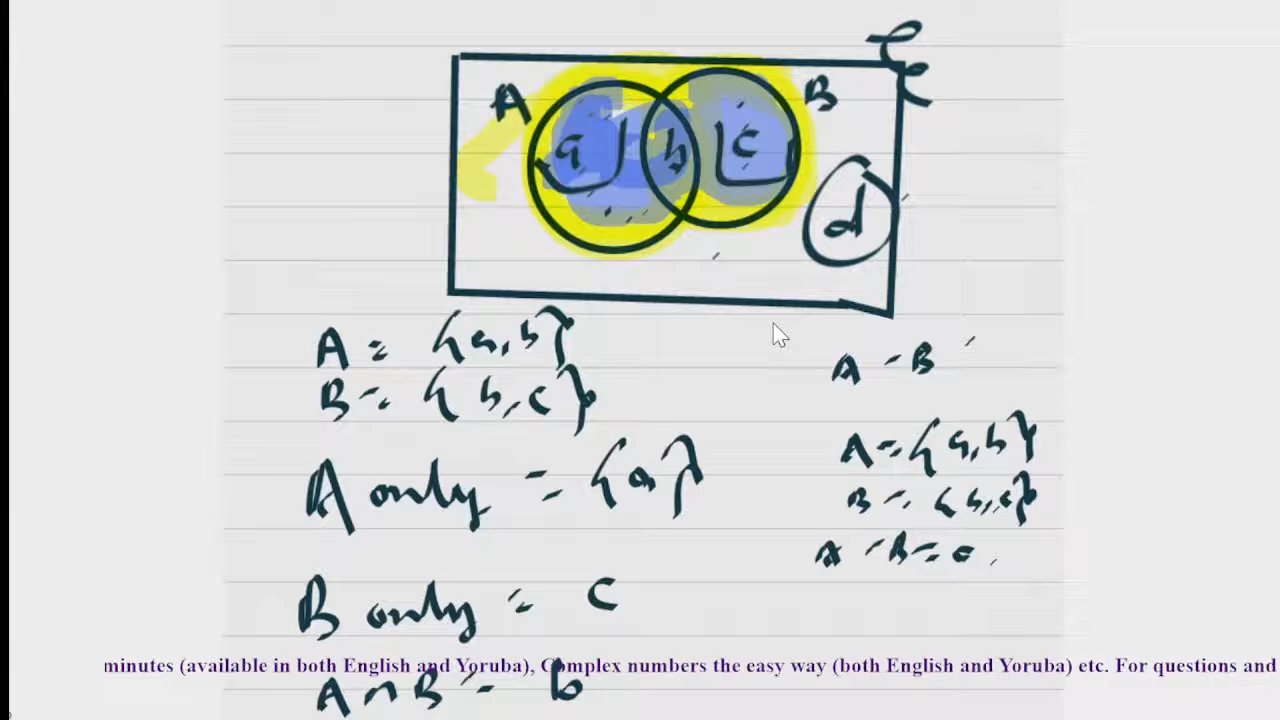 ξ
A
B
a
b
c
d
A = {a, b}
B = {b, c}
A only = {a}
B only = c
A ∩ B = b
A - B
A = {a, b}
B = {b, c}
A - B =
minutes (available in both English and Yoruba), Complex numbers the easy way (both English and Yoruba) etc. For questions and